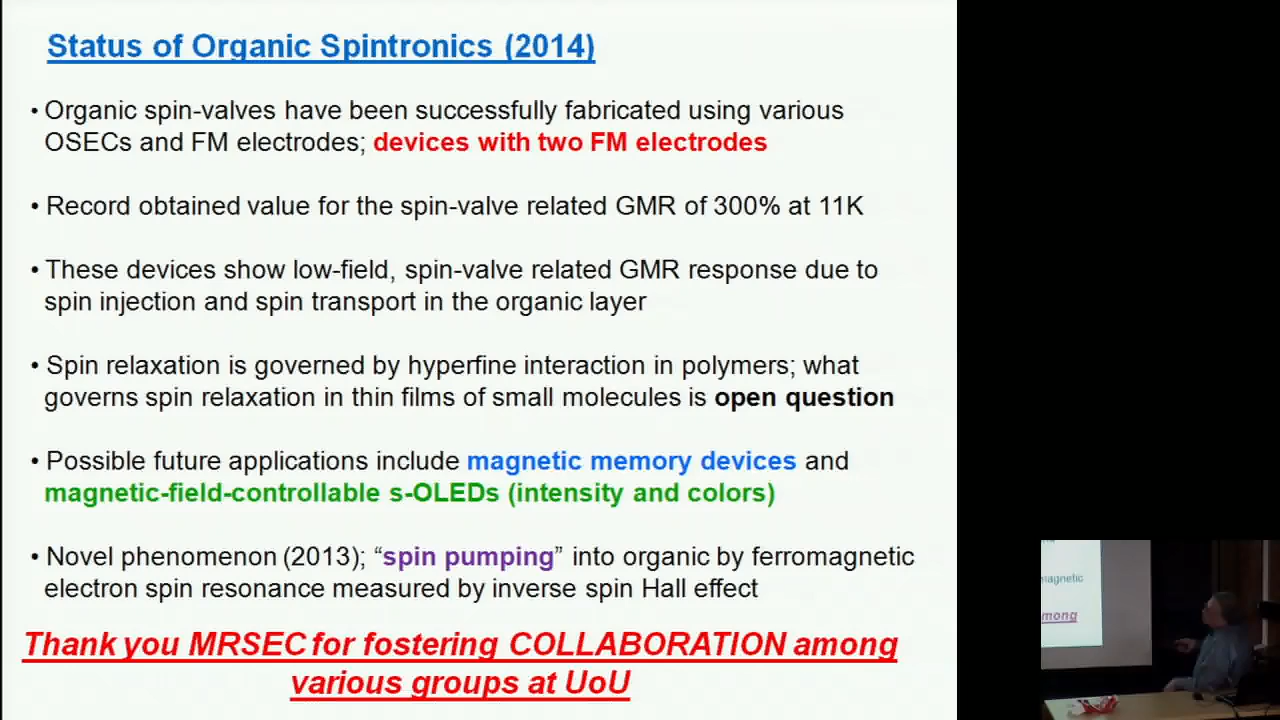 Status of Organic Spintronics (2014)
• Organic spin-valves have been successfully fabricated using various
OSECs and FM electrodes; devices with two FM electrodes
• Record obtained value for the spin-valve related GMR of 300% at 11K
• These devices show low-field, spin-valve related GMR response due to
spin injection and spin transport in the organic layer
• Spin relaxation is governed by hyperfine interaction in polymers; what
governs spin relaxation in thin films of small molecules is open question
• Possible future applications include magnetic memory devices and
magnetic-field-controllable s-OLEDs (intensity and colors)
• Novel phenomenon (2013); “spin pumping” into organic by ferromagnetic
electron spin resonance measured by inverse spin Hall effect
Thank you MRSEC for fostering COLLABORATION among
various groups at UoU
magnetic
mong